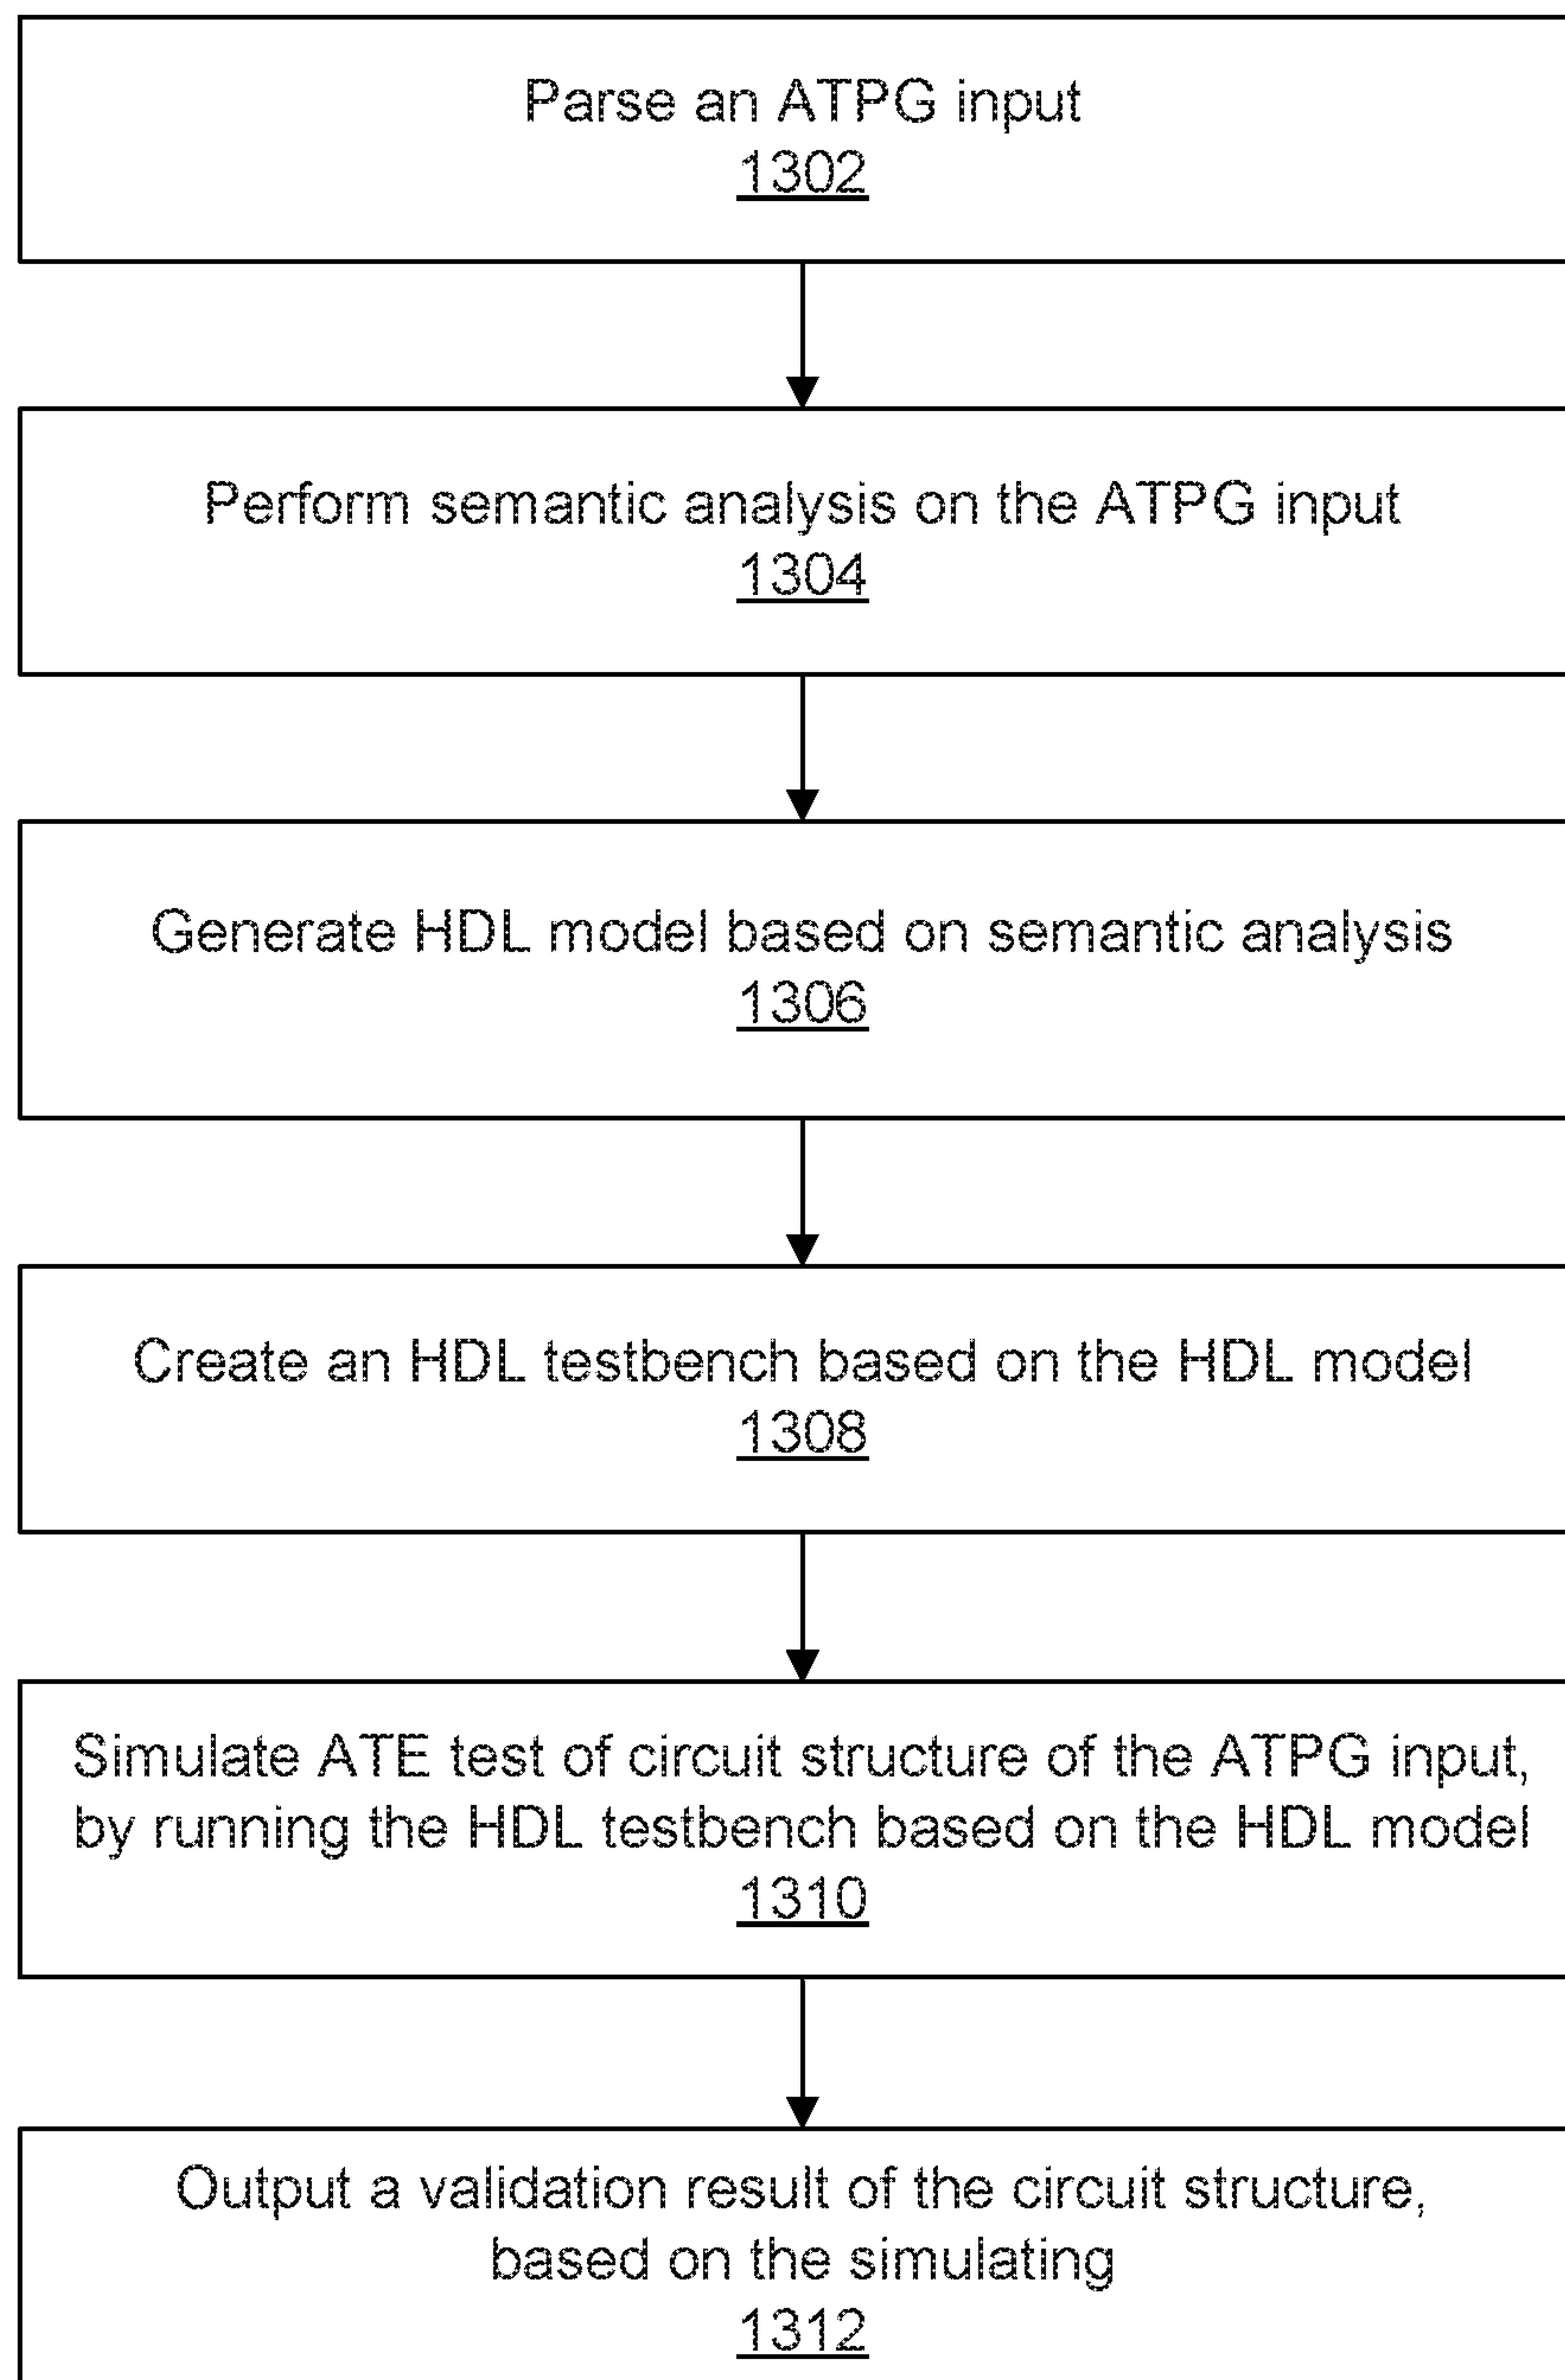 Parse an ATPG input
1302
Perform semantic analysis on the ATPG input
1304
Generate HDL model based on semantic analysis
1306
Create an HDL testbench based on the HDL model
1308
Simulate ATE test of circuit structure of the ATPG input,
by running the HDL testbench based on the HDL model
1310
Output a validation result of the circuit structure,
based on the simulating
1312